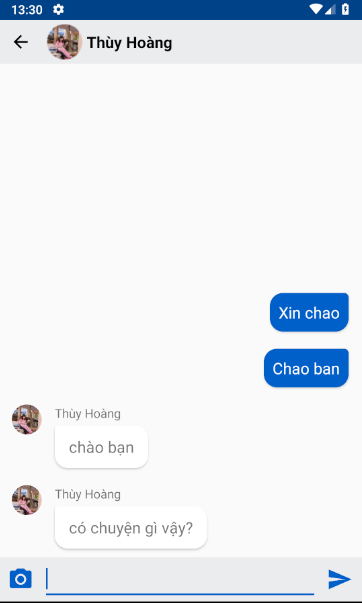 13:30
Thùy Hoàng
Xin chao
Chao ban
Thùy Hoàng
chào bạn
Thùy Hoàng
có chuyện gì vậy?